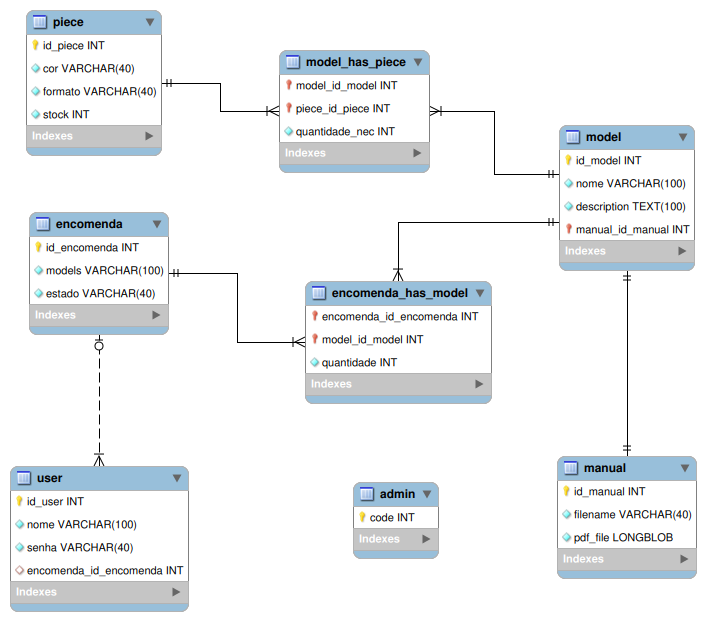 piece
id_piece INT
cor VARCHAR(40)
formato VARCHAR(40)
stock INT
Indexes
model_has_piece
model_id_model INT
piece_id_piece INT
quantidade_nec INT
Indexes
model
id_model INT
nome VARCHAR(100)
description TEXT(100)
manual_id_manual INT
Indexes
encomenda
id_encomenda INT
models VARCHAR(100)
estado VARCHAR(40)
Indexes
encomenda_has_model
encomenda_id_encomenda INT
model_id_model INT
quantidade INT
Indexes
user
id_user INT
nome VARCHAR(100)
senha VARCHAR(40)
encomenda_id_encomenda INT
Indexes
admin
code INT
Indexes
manual
id_manual INT
filename VARCHAR(40)
pdf_file LONGBLOB
Indexes